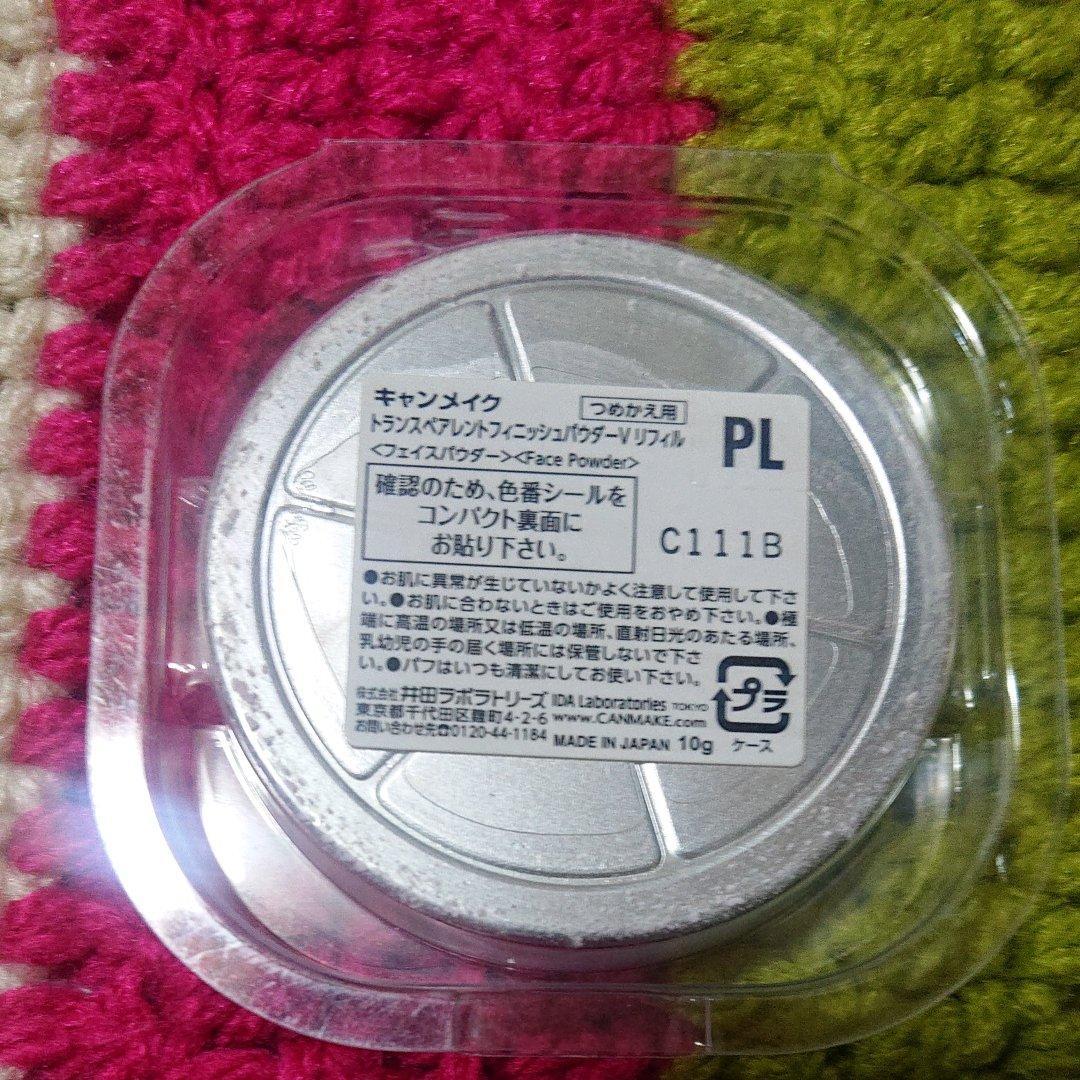 キャンメイク
つめかえ用
トランスペアレントフィニッシュパウダーV リフィル
PL
<フェイスパウダー><Face Powder>
確認のため、色番シールを
コンパクト裏面に
お貼り下さい。
C111B
●お肌に異常が生じていないかよく注意して使用して下さ
い。●お肌に合わないときはご使用をおやめ下さい。●極
端に高温の場所又は低温の場所、直射日光のあたる場所、
乳幼児の手の届く場所には保管しないで下さ
い。●パフはいつも清潔にしてお使い下さい。
プラ
ケース
株式会社 井田ラボラトリーズ IDA Laboratories TOKYO
東京都千代田区麹町4-2-6 www.CANMAKE.com
お問い合わせ先☎0120-44-1184 MADE IN JAPAN 10g